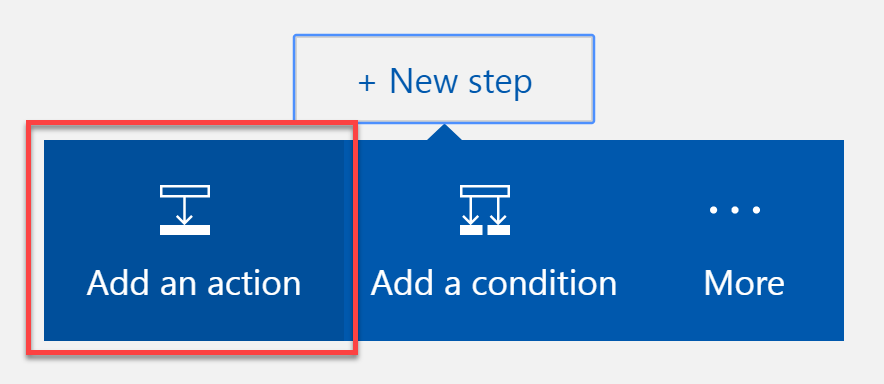 + New step
Add an action
Add a condition
More